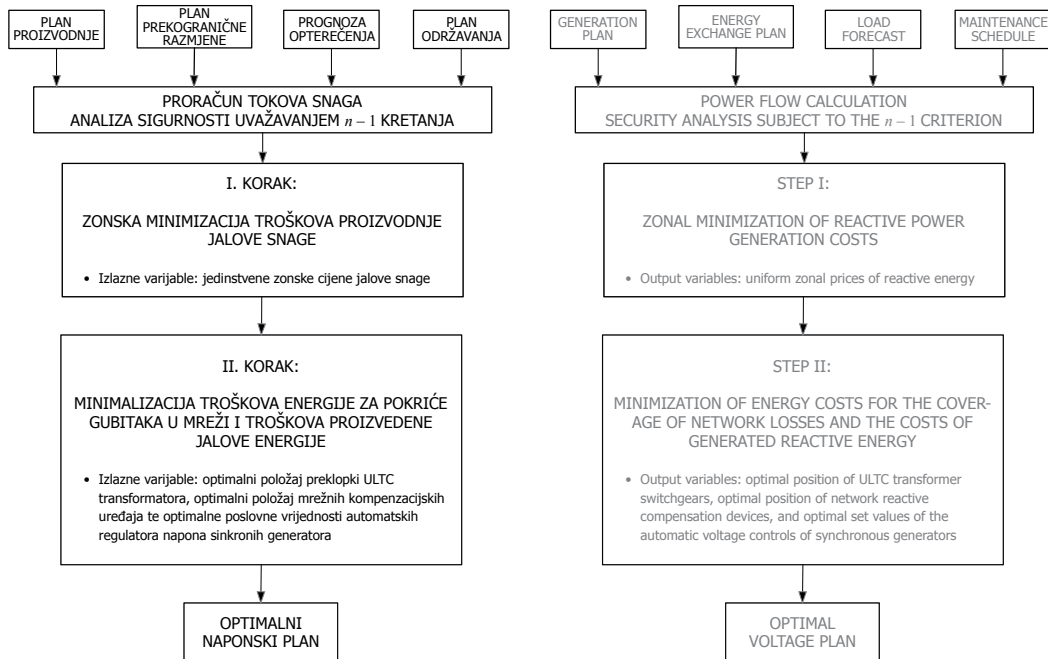 PLAN
PROIZVODNJE
PLAN
PREKOGRANIČNE
RAZMJENE
PROGNOZA
OPTEREČENJA
PLAN
ODRŽAVANJA
PRORAČUN TOKOVA SNAGA
ANALIZA SIGURNOSTI UVAŽAVANJEM n – 1 KRETANJA
I. KORAK:
ZONSKA MINIMIZACIJA TROŠKOVA PROIZVODNJE
JALOVE SNAGE
• Izlazne varijable: jedinstvene zonske cijene jalove snage
II. KORAK:
MINIMALIZACIJA TROŠKOVA ENERGIJE ZA POKRIĆE
GUBITAKA U MREŽI I TROŠKOVA PROIZVEDENE
JALOVE ENERGIJE
• Izlazne varijable: optimalni položaj preklopki ULTC
transformatora, optimalni položaj mrežnih kompenzacijskih
uređaja te optimalne poslovne vrijednosti automatskih
regulatora napona sinkronih generatora
OPTIMALNI
NAPONSKI PLAN
GENERATION
PLAN
ENERGY
EXCHANGE PLAN
LOAD
FORECAST
MAINTENANCE
SCHEDULE
POWER FLOW CALCULATION
SECURITY ANALYSIS SUBJECT TO THE n – 1 CRITERION
STEP I:
ZONAL MINIMIZATION OF REACTIVE POWER
GENERATION COSTS
• Output variables: uniform zonal prices of reactive energy
STEP II:
MINIMIZATION OF ENERGY COSTS FOR THE COVER-
AGE OF NETWORK LOSSES AND THE COSTS OF
GENERATED REACTIVE ENERGY
• Output variables: optimal position of ULTC transformer
switchgears, optimal position of network reactive
compensation devices, and optimal set values of the
automatic voltage controls of synchronous generators
OPTIMAL
VOLTAGE PLAN